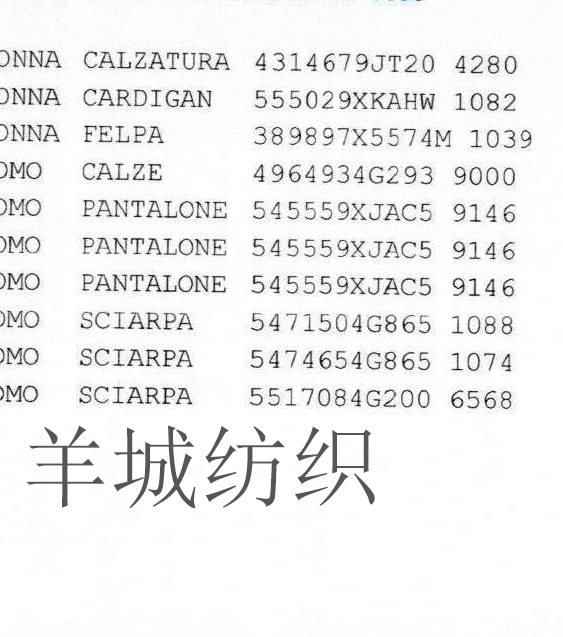 ONNA CALZATURA 4314679JT20 4280
ONNA CARDIGAN 555029XKAHW 1082
ONNA FELPA 389897X5574M 1039
OMO CALZE 4964934G293 9000
OMO PANTALONE 545559XJAC5 9146
OMO PANTALONE 545559XJAC5 9146
OMO PANTALONE 545559XJAC5 9146
OMO SCIARPA 5471504G865 1088
OMO SCIARPA 5474654G865 1074
OMO SCIARPA 5517084G200 6568
羊城纺织